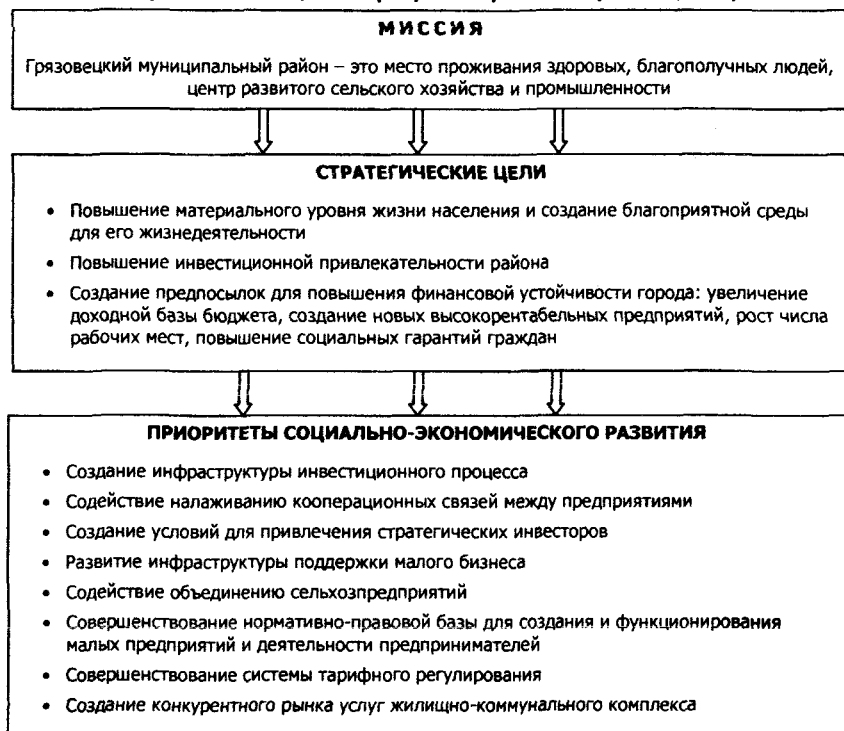 МИССИЯ
Грязовецкий муниципальный район – это место проживания здоровых, благополучных людей,
центр развитого сельского хозяйства и промышленности
СТРАТЕГИЧЕСКИЕ ЦЕЛИ
• Повышение материального уровня жизни населения и создание благоприятной среды
для его жизнедеятельности
• Повышение инвестиционной привлекательности района
• Создание предпосылок для повышения финансовой устойчивости города: увеличение
доходной базы бюджета, создание новых высокорентабельных предприятий, рост числа
рабочих мест, повышение социальных гарантий граждан
ПРИОРИТЕТЫ СОЦИАЛЬНО-ЭКОНОМИЧЕСКОГО РАЗВИТИЯ
• Создание инфраструктуры инвестиционного процесса
• Содействие налаживанию кооперационных связей между предприятиями
• Создание условий для привлечения стратегических инвесторов
• Развитие инфраструктуры поддержки малого бизнеса
• Содействие объединению сельхозпредприятий
• Совершенствование нормативно-правовой базы для создания и функционирования
малых предприятий и деятельности предпринимателей
• Совершенствование системы тарифного регулирования
• Создание конкурентного рынка услуг жилищно-коммунального комплекса